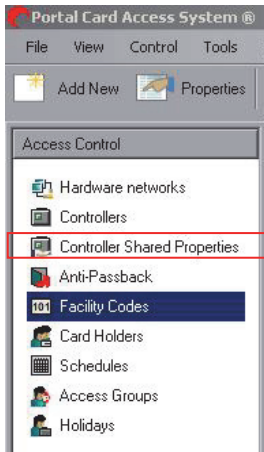 Portal Card Access System ®
File View Control Tools
Add New Properties
Access Control
Hardware networks
Controllers
Controller Shared Properties
Anti-Passback
101 Facility Codes
Card Holders
Schedules
Access Groups
Holidays